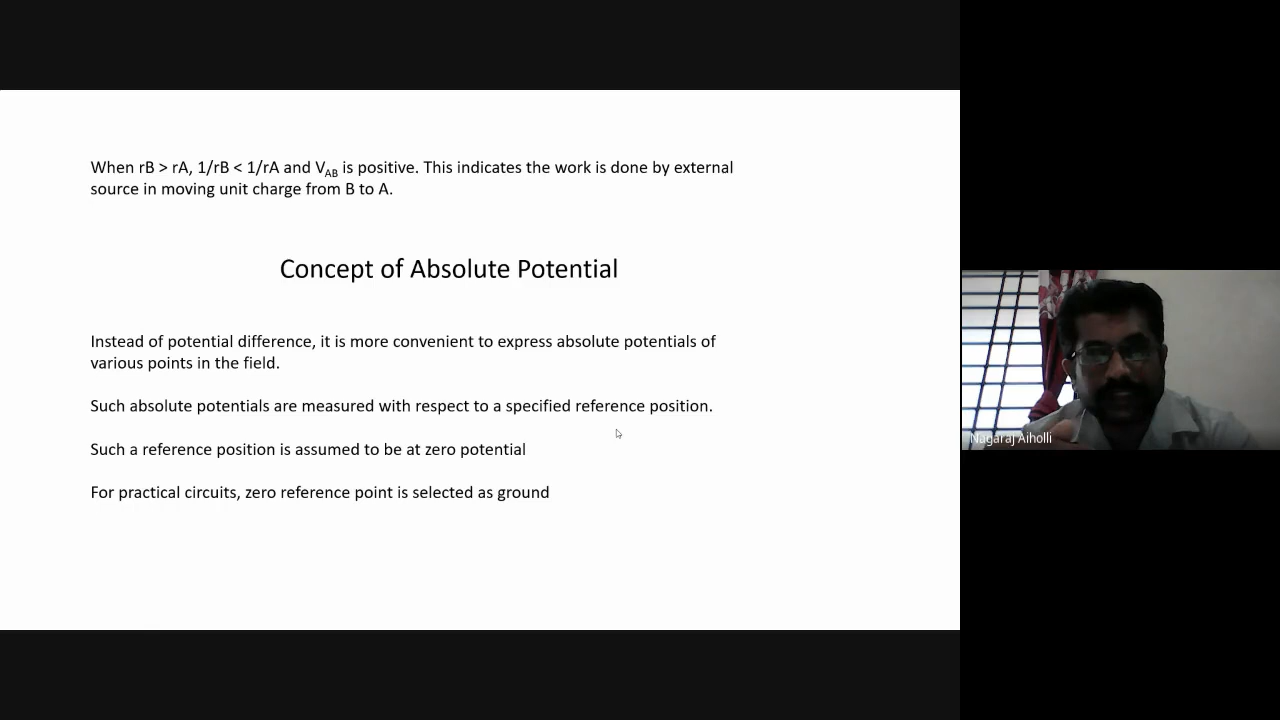 When rB > rA, 1/rB < 1/rA and VAB is positive. This indicates the work is done by external
source in moving unit charge from B to A.
Concept of Absolute Potential
Instead of potential difference, it is more convenient to express absolute potentials of
various points in the field.
Such absolute potentials are measured with respect to a specified reference position.
Such a reference position is assumed to be at zero potential
For practical circuits, zero reference point is selected as ground
Nagaraj Aiholli